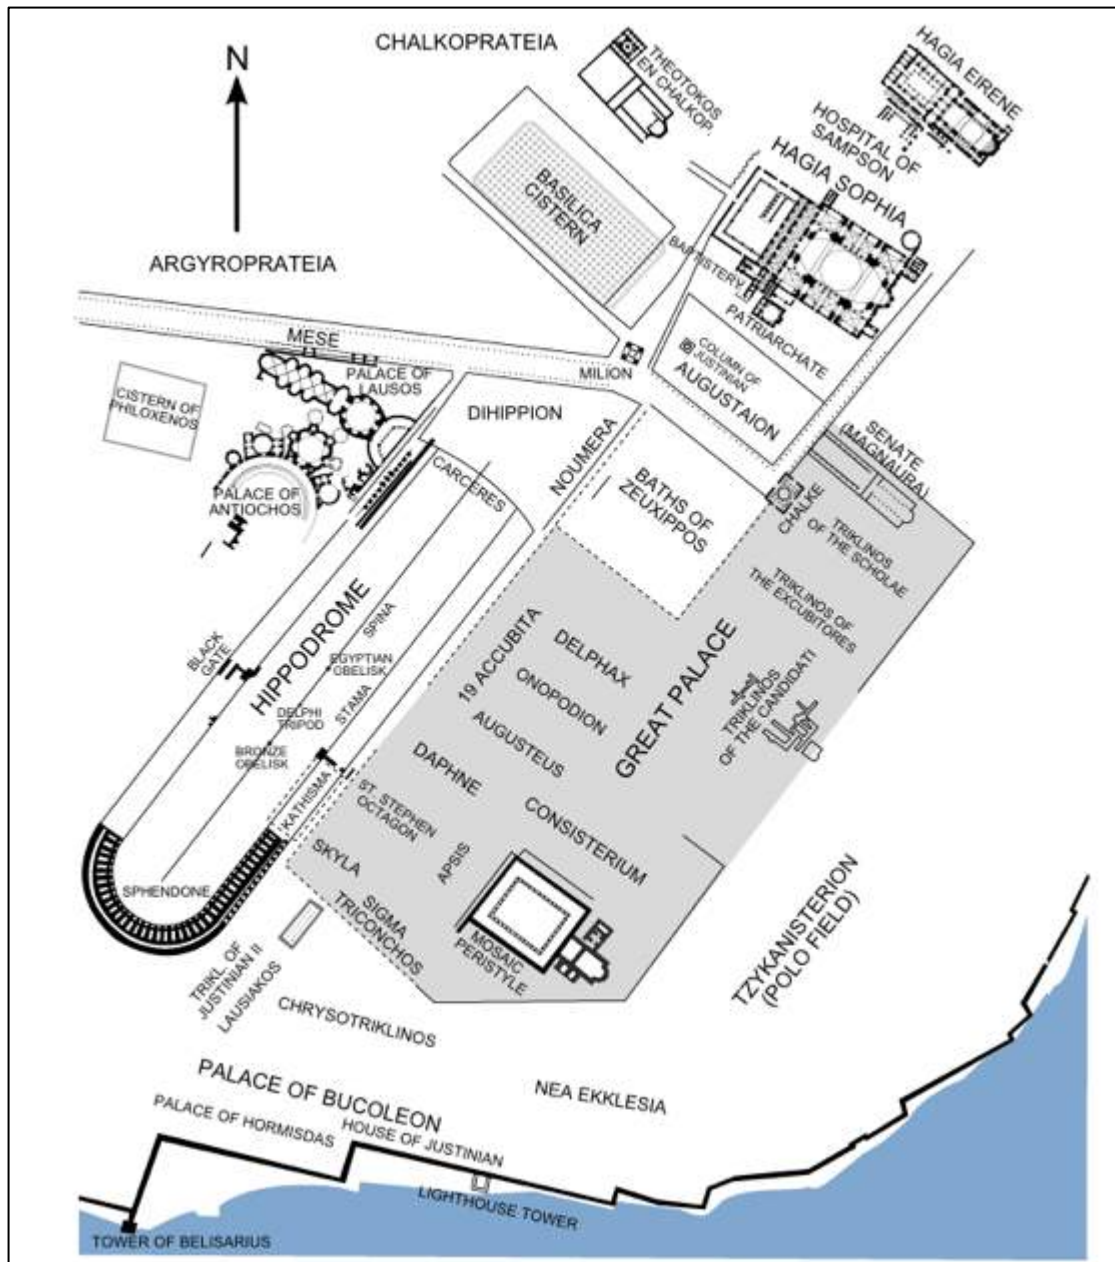 CHALKOPRATEIA
N
THEOTOKOS
EN CHALKOP.
HAGIA EIRENE
HOSPITAL OF
SAMPSON
HAGIA SOPHIA
BASILICA
CISTERN
BAPTISTERY
PATRIARCHATE
ARGYROPRATEIA
MESE
MILION
COLUMN OF
JUSTINIAN
AUGUSTAION
PALACE OF
LAUSOS
CISTERN OF
PHILOXENOS
DIHIPPION
NOUMERA
SENATE
(MAGNAURA)
PALACE OF
ANTIOCHOS
CARCERES
BATHS OF
ZEUXIPPOS
CHALKE
TRIKLINOS
OF THE SCHOLAE
TRIKLINOS OF
THE EXCUBITORES
BLACK
GATE
HIPPODROME
SPINA
EGYPTIAN
OBELISK
STAMA
DELPHI
TRIPOD
BRONZE
OBELISK
KATHISMA
SPHENDONE
19 ACCUBITA
DELPHAX
ONOPODION
AUGUSTEUS
DAPHNE
GREAT PALACE
TRIKLINOS
OF THE CANDIDATI
CONSISTERIUM
ST. STEPHEN
OCTAGON
APSIS
SKYLA
SIGMA
TRICONCHOS
MOSAIC
PERISTYLE
TRIKL. OF
JUSTINIAN II
LAUSIAKOS
CHRYSOTRIKLINOS
TZYKANISTERION
(POLO FIELD)
PALACE OF BUCOLEON
NEA EKKLESIA
PALACE OF HORMISDAS
HOUSE OF JUSTINIAN
LIGHTHOUSE TOWER
TOWER OF BELISARIUS